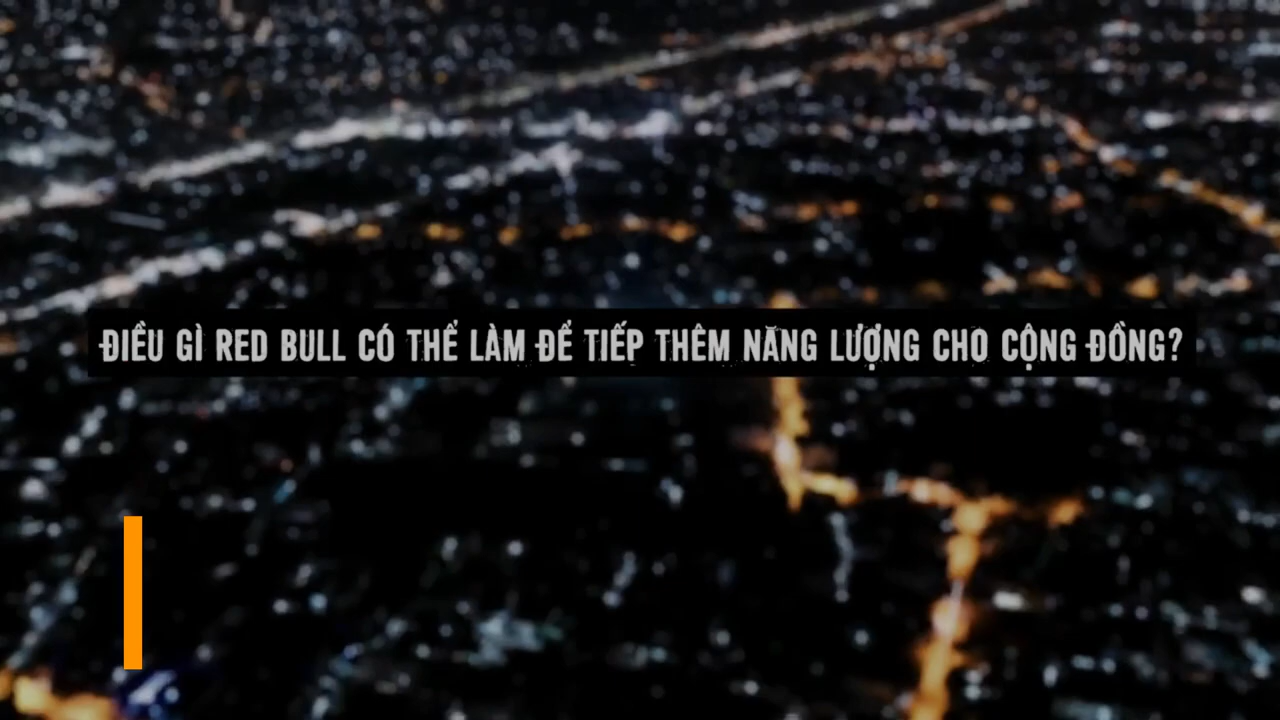 ĐIỀU GÌ RED BULL CÓ THỂ LÀM ĐỂ TIẾP THÊM NĂNG LƯỢNG CHO CỘNG ĐỒNG?